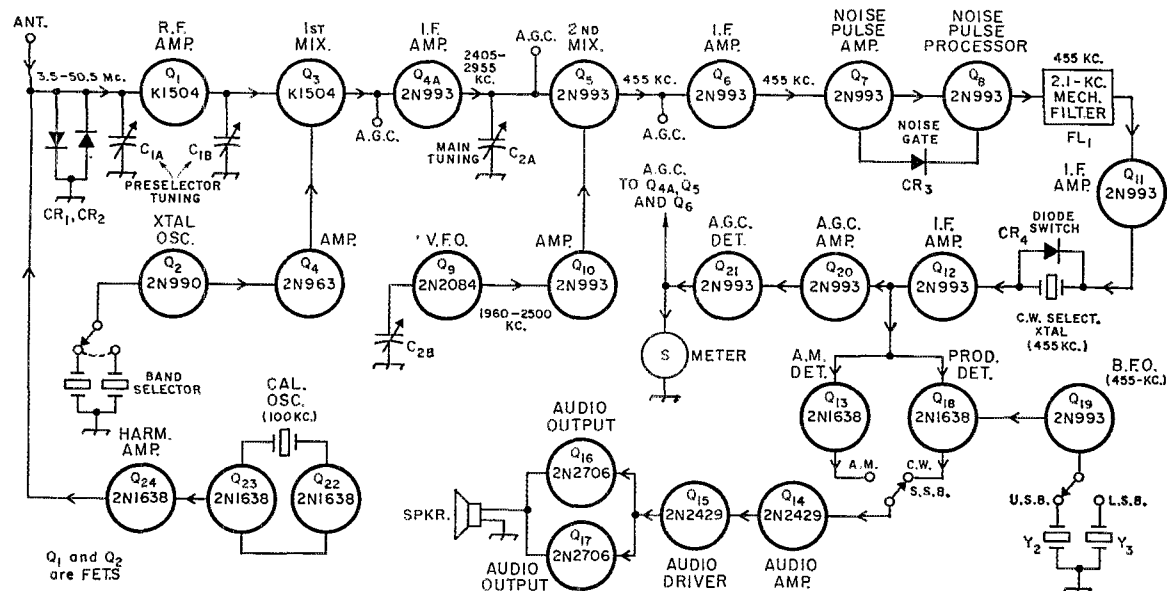 ANT.
3.5-50.5 Mc.
R.F.
AMP.
Q1
K1504
1ST
MIX.
Q3
K1504
I.F.
AMP.
Q4A
2N993
2405-
2955
KC.
A.G.C.
A.G.C.
2ND
MIX.
Q5
2N993
455 KC.
A.G.C.
I.F.
AMP.
Q6
2N993
455 KC.
NOISE
PULSE
AMP.
Q7
2N993
NOISE
PULSE
PROCESSOR
Q8
2N993
NOISE
GATE
CR3
455 KC.
2.1-KC.
MECH.
FILTER
FL1
C1A
C1B
PRESELECTOR
TUNING
CR1, CR2
MAIN
TUNING
C2A
I.F.
AMP.
Q11
2N993
XTAL
OSC.
Q2
2N990
AMP.
Q4
2N963
V.F.O.
Q9
2N2084
1960-2500
KC.
C2B
AMP.
Q10
2N993
A.G.C.
TO Q4A, Q5
AND Q6
A.G.C.
DET.
Q21
2N993
A.G.C.
AMP.
Q20
2N993
I.F.
AMP.
Q12
2N993
CR4
DIODE
SWITCH
C.W. SELECT.
XTAL
(455 KC.)
S
METER
BAND
SELECTOR
A.M.
DET.
Q13
2N1638
PROD.
DET.
Q18
2N1638
B.F.O.
(455-KC.)
Q19
2N993
CAL.
OSC.
(100 KC.)
HARM.
AMP.
Q24
2N1638
Q23
2N1638
Q22
2N1638
AUDIO
OUTPUT
Q16
2N2706
SPKR.
Q17
2N2706
AUDIO
OUTPUT
Q15
2N2429
AUDIO
DRIVER
Q14
2N2429
AUDIO
AMP.
A.M.
C.W.
S.S.B.
U.S.B.
L.S.B.
Y2
Y3
Q1 and Q2
are FETS